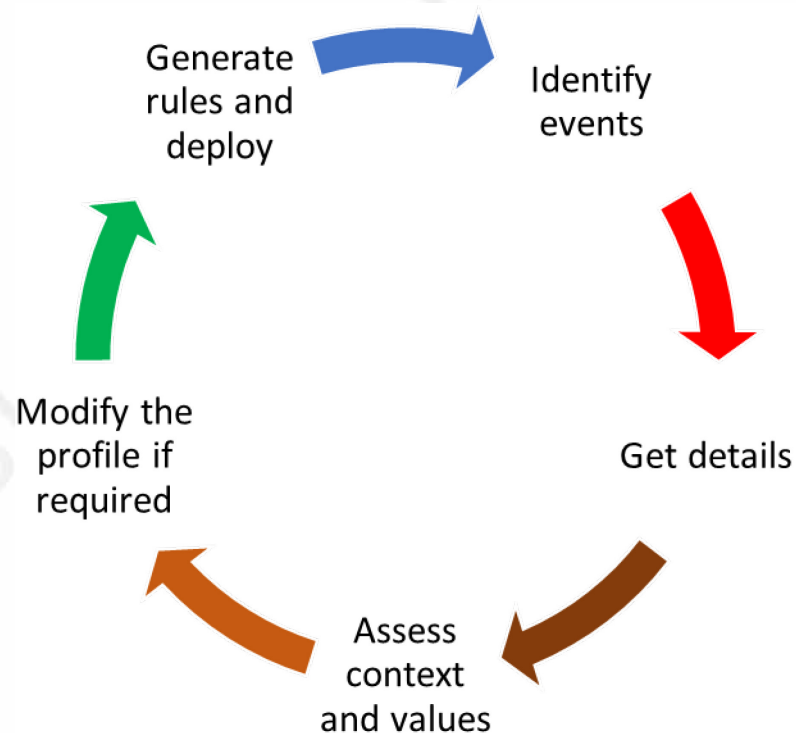 Generate
rules and
deploy
Identify
events
Get details
Assess
context
and values
Modify the
profile if
required